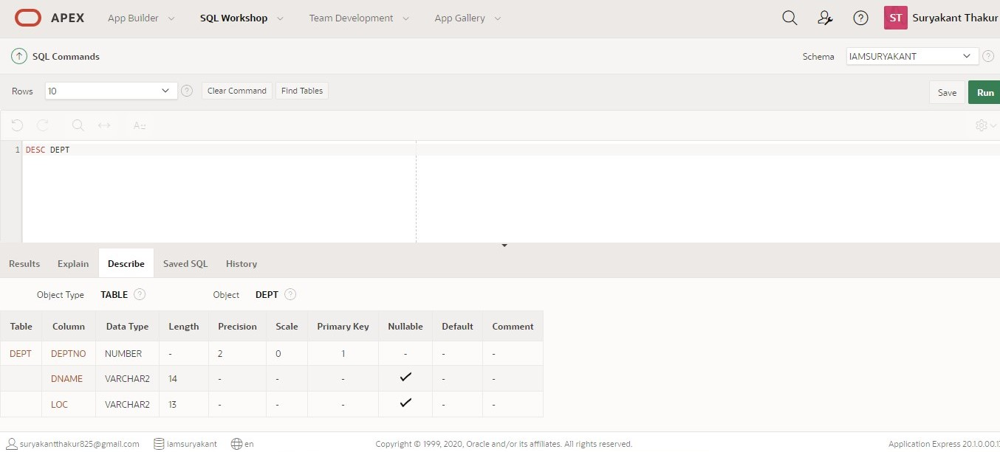 APEX App Builder SQL Workshop Team Development App Gallery ? ST Suryakant Thakur
SQL Commands Schema IAMSURYAKANT ?
Rows 10 ? Clear Command Find Tables Save Run
A
1 DESC DEPT
Results Explain Describe Saved SQL History
Object Type TABLE ? Object DEPT ?
Table Column Data Type Length Precision Scale Primary Key Nullable Default Comment
DEPT DEPTNO NUMBER - 2 0 1 - - -
DNAME VARCHAR2 14 - - - ✓ - -
LOC VARCHAR2 13 - - - ✓ - -
suryakantthakur825@gmail.com iamsuryakant en Copyright © 1999, 2020, Oracle and/or its affiliates. All rights reserved. Application Express 20.1.0.00.1